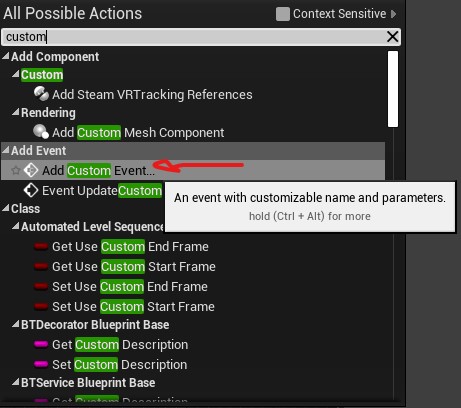 All Possible Actions
Context Sensitive
custom
Add Component
Custom
Add Steam VRTracking References
Rendering
Add Custom Mesh Component
Add Event
Add Custom Event...
Event UpdateCustom
An event with customizable name and parameters.
hold (Ctrl + Alt) for more
Class
Automated Level Sequence
Get Use Custom End Frame
Get Use Custom Start Frame
Set Use Custom End Frame
Set Use Custom Start Frame
BTDecorator Blueprint Base
Get Custom Description
Set Custom Description
BTService Blueprint Base
Get Custom Description